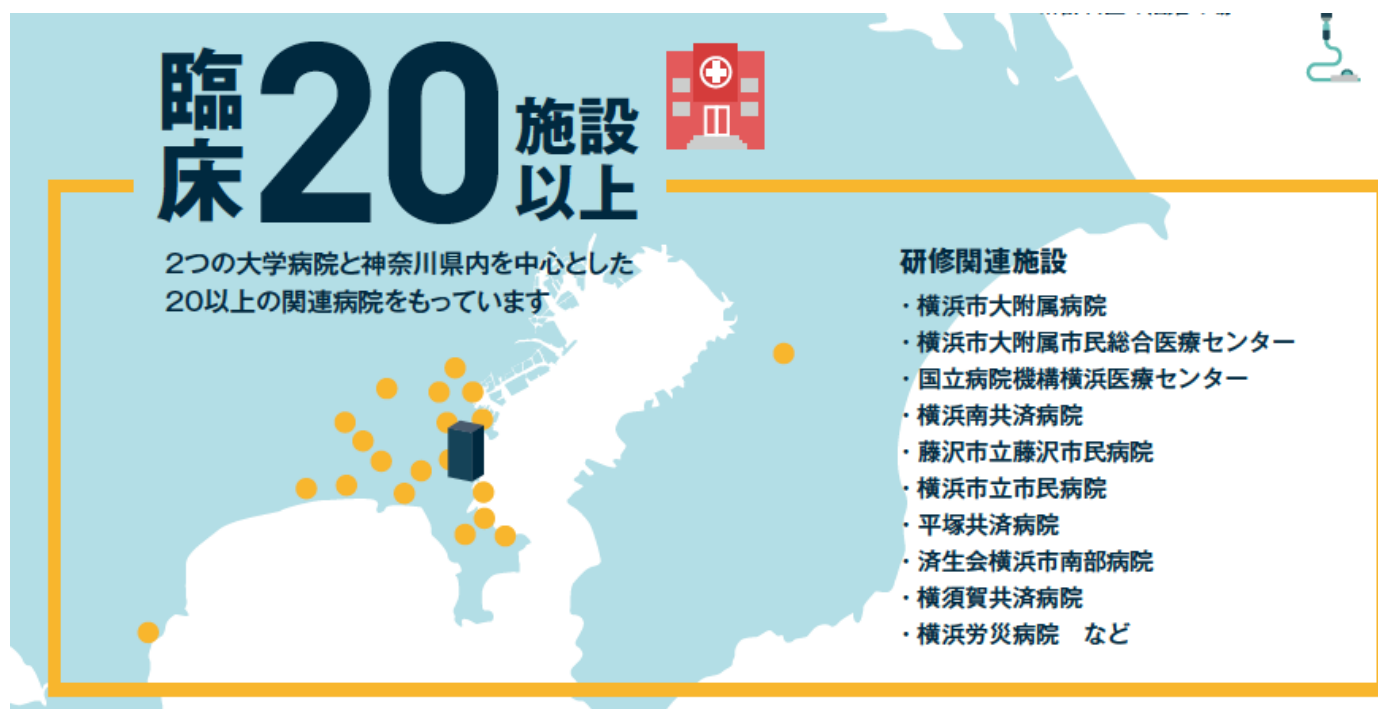 臨床20施設以上
2つの大学病院と神奈川県内を中心とした
20以上の関連病院をもっています
研修関連施設
・横浜市大附属病院
・横浜市大附属市民総合医療センター
・国立病院機構横浜医療センター
・横浜南共済病院
・藤沢市立藤沢市民病院
・横浜市立市民病院
・平塚共済病院
・済生会横浜市南部病院
・横須賀共済病院
・横浜労災病院　など